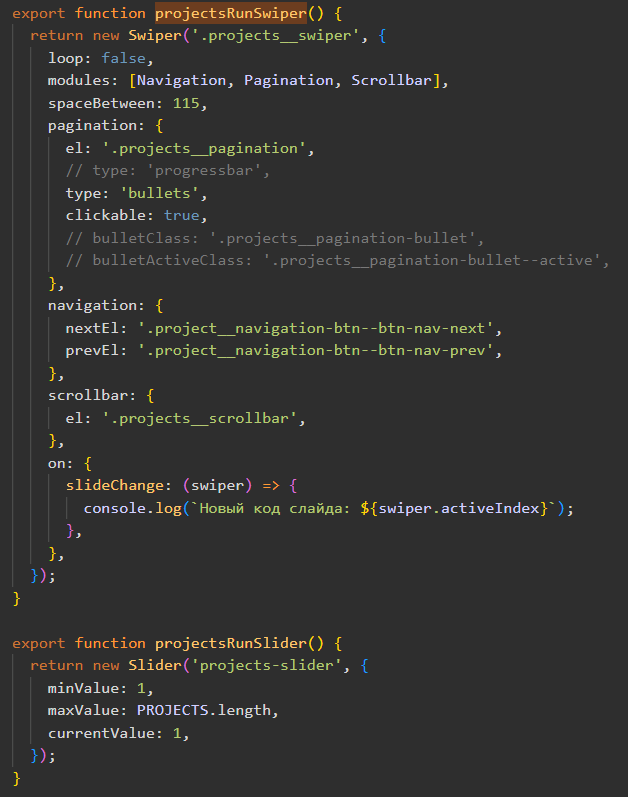 export function projectsRunSwiper() {
  return new Swiper('.projects__swiper', {
    loop: false,
    modules: [Navigation, Pagination, Scrollbar],
    spaceBetween: 115,
    pagination: {
      el: '.projects__pagination',
      // type: 'progressbar',
      type: 'bullets',
      clickable: true,
      // bulletClass: '.projects__pagination-bullet',
      // bulletActiveClass: '.projects__pagination-bullet--active',
    },
    navigation: {
      nextEl: '.project__navigation-btn--btn-nav-next',
      prevEl: '.project__navigation-btn--btn-nav-prev',
    },
    scrollbar: {
      el: '.projects__scrollbar',
    },
    on: {
      slideChange: (swiper) => {
        console.log(`Новый код слайда: ${swiper.activeIndex}`);
      },
    },
  });
}

export function projectsRunSlider() {
  return new Slider('projects-slider', {
    minValue: 1,
    maxValue: PROJECTS.length,
    currentValue: 1,
  });
}